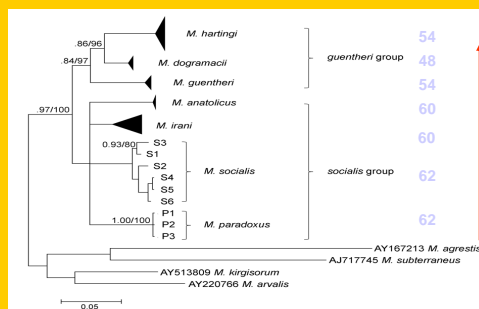 M. hartingi
54
.86/96
guentheri group
M. dogramacii
48
.84/97
M. guentheri
54
M. anatolicus
60
.97/100
M. irani
60
0.93/80
S3
S1
S2
M. socialis
socialis group
S4
62
S5
S6
P1
1.00/100
P2
M. paradoxus
62
P3
AY167213 M. agrestis
AJ717745 M. subterraneus
AY513809 M. kirgisorum
AY220766 M. arvalis
0.05